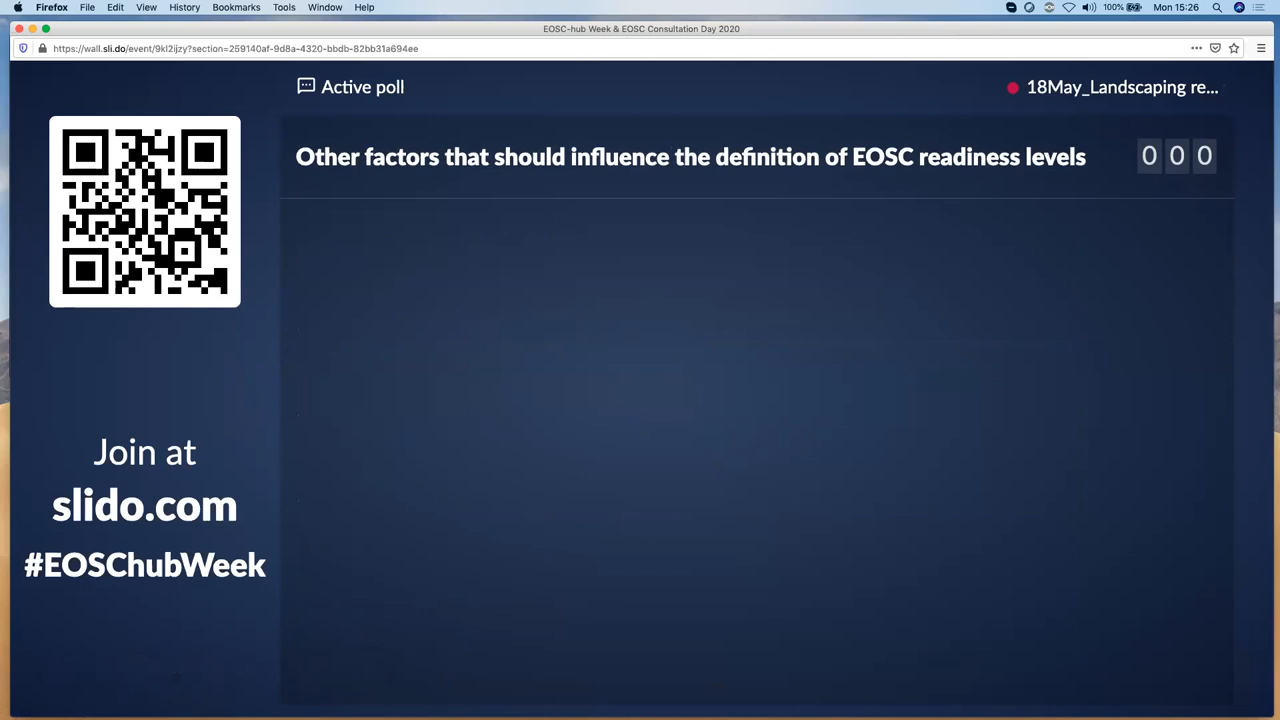 Firefox File Edit View History Bookmarks Tools Window Help 100% Mon 15:26
EOSC-hub Week & EOSC Consultation Day 2020
https://wall.sli.do/event/9kl2ijzy?section=259140af-9d8a-4320-bbdb-82bb31a694ee
Active poll
18May_Landscaping re...
Other factors that should influence the definition of EOSC readiness levels
0 0 0
Join at
slido.com
#EOSChubWeek